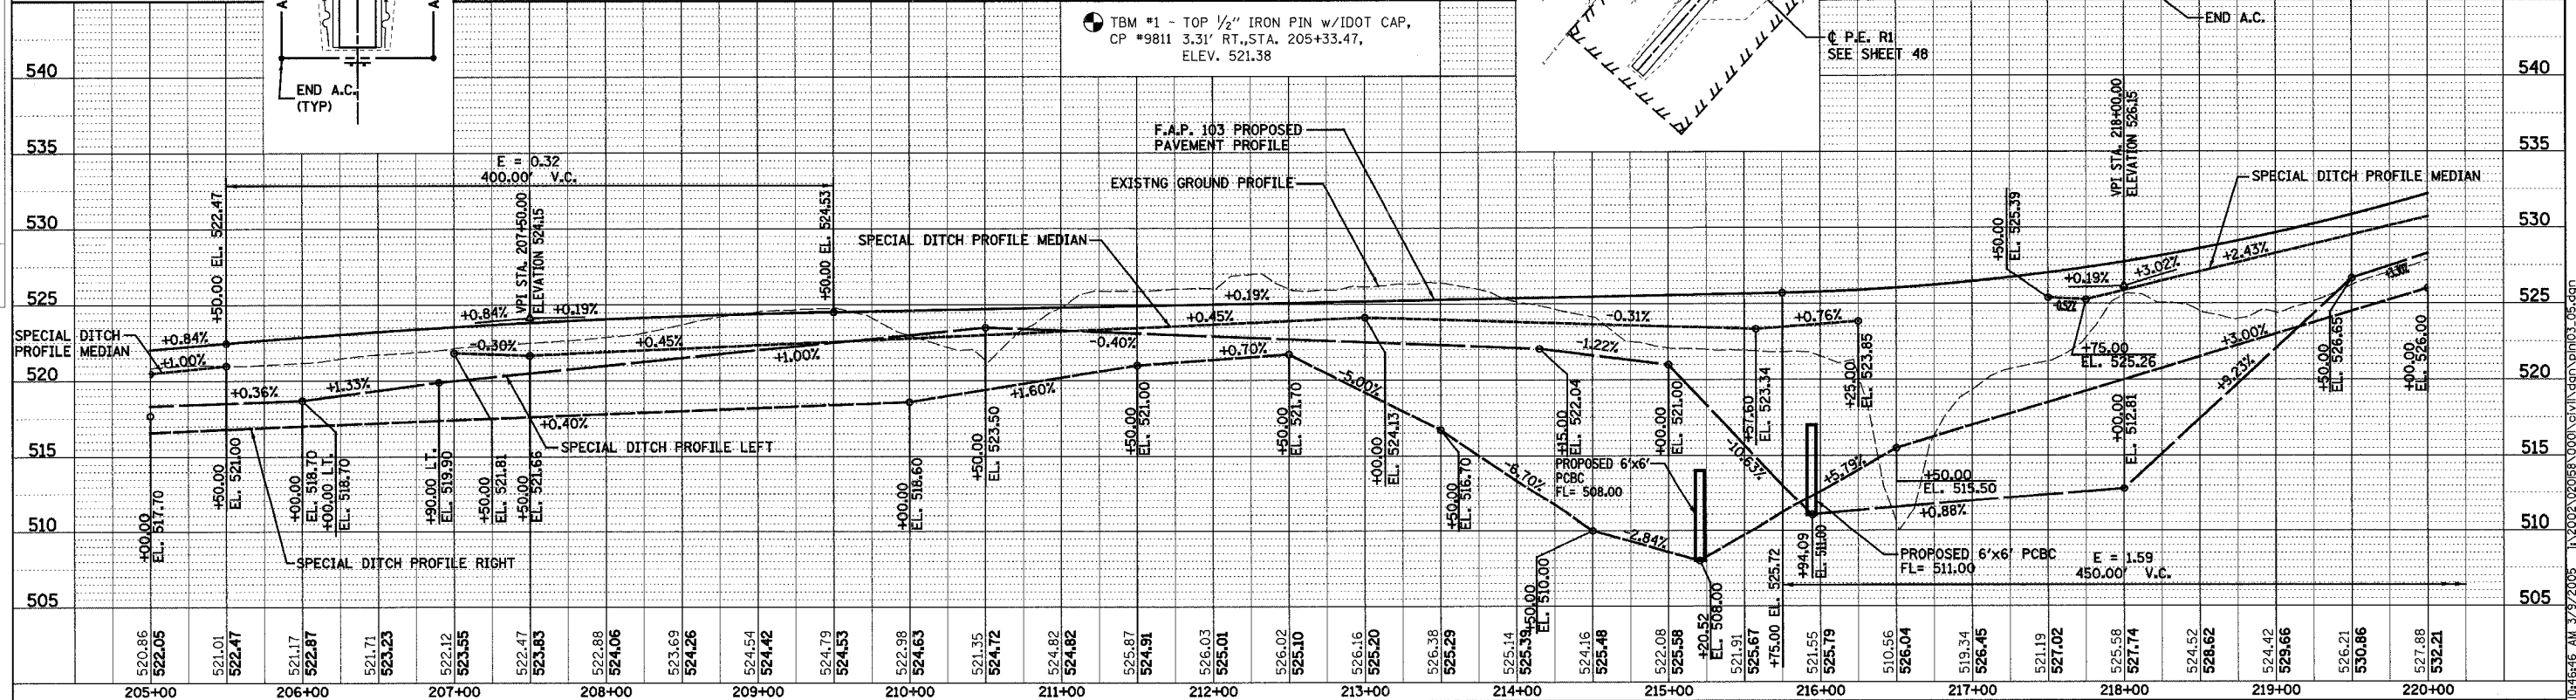 A
A
END A.C.
(TYP)
TBM #1 - TOP 1/2" IRON PIN w/IDOT CAP,
CP #9811 3.31' RT.,STA. 205+33.47,
ELEV. 521.38
℄ P.E. R1
SEE SHEET 48
END A.C.
540
535
530
525
520
515
510
505
540
535
530
525
520
515
510
505
E = 0.32
400.00' V.C.
+50.00 EL. 522.47
VPI STA. 207+50.00
ELEVATION 524.15
+50.00 EL. 524.53
F.A.P. 103 PROPOSED
PAVEMENT PROFILE
EXISTNG GROUND PROFILE
SPECIAL DITCH PROFILE MEDIAN
SPECIAL DITCH
PROFILE MEDIAN
+0.84%
+1.00%
+0.84%
+0.19%
+0.36%
+1.33%
-0.30%
+0.45%
+1.00%
+0.40%
+0.19%
+0.45%
-0.40%
+0.70%
+1.60%
-5.00%
-0.31%
-1.22%
+0.76%
-6.70%
-2.84%
-10.63%
+5.79%
+0.88%
+9.23%
+3.00%
+0.19%
+3.02%
+2.43%
+50.00
EL. 525.39
VPI STA. 218+00.00
ELEVATION 526.15
SPECIAL DITCH PROFILE MEDIAN
+75.00
EL. 525.26
+00.00
EL. 517.70
+50.00
EL. 521.00
+00.00
EL. 518.70
+00.00 LT.
EL. 518.70
+90.00 LT.
EL. 519.90
+50.00
EL. 521.81
+50.00
EL. 521.66
SPECIAL DITCH PROFILE LEFT
SPECIAL DITCH PROFILE RIGHT
+00.00
EL. 518.60
+50.00
EL. 523.50
+50.00
EL. 521.00
+50.00
EL. 521.70
+00.00
EL. 524.13
+50.00
EL. 516.70
+15.00
EL. 522.04
PROPOSED 6'x6'
PCBC
FL= 508.00
+50.00
EL. 510.00
+00.00
EL. 521.00
+20.52
EL. 508.00
+57.60
EL. 523.34
+75.00 EL. 525.72
+94.09
EL. 511.00
+25.00
EL. 523.85
+50.00
EL. 515.50
PROPOSED 6'x6' PCBC
FL= 511.00
E = 1.59
450.00' V.C.
+00.00
EL. 512.81
+50.00
EL. 526.65
+00.00
EL. 526.00
520.86
522.05
521.01
522.47
521.17
522.87
521.71
523.23
522.12
523.55
522.47
523.83
522.88
524.06
523.69
524.26
524.54
524.42
524.79
524.53
522.98
524.63
521.35
524.72
524.82
524.82
525.87
524.91
526.03
525.01
526.02
525.10
526.16
525.20
526.38
525.29
525.14
525.39
524.16
525.48
522.08
525.58
521.91
525.67
521.55
525.79
510.56
526.04
519.34
526.45
521.19
527.02
525.58
527.74
524.52
528.62
524.42
529.66
526.21
530.86
527.88
532.21
205+00
206+00
207+00
208+00
209+00
210+00
211+00
212+00
213+00
214+00
215+00
216+00
217+00
218+00
219+00
220+00